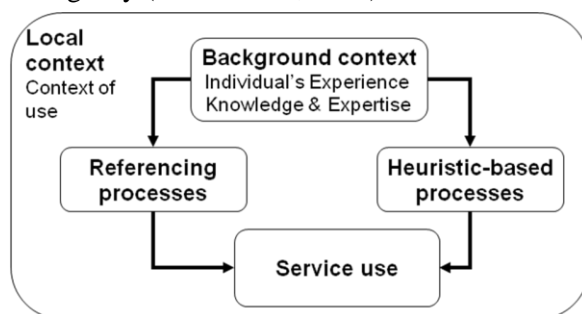 Local
context
Context of
use
Background context
Individual's Experience
Knowledge & Expertise
Referencing
processes
Heuristic-based
processes
Service use